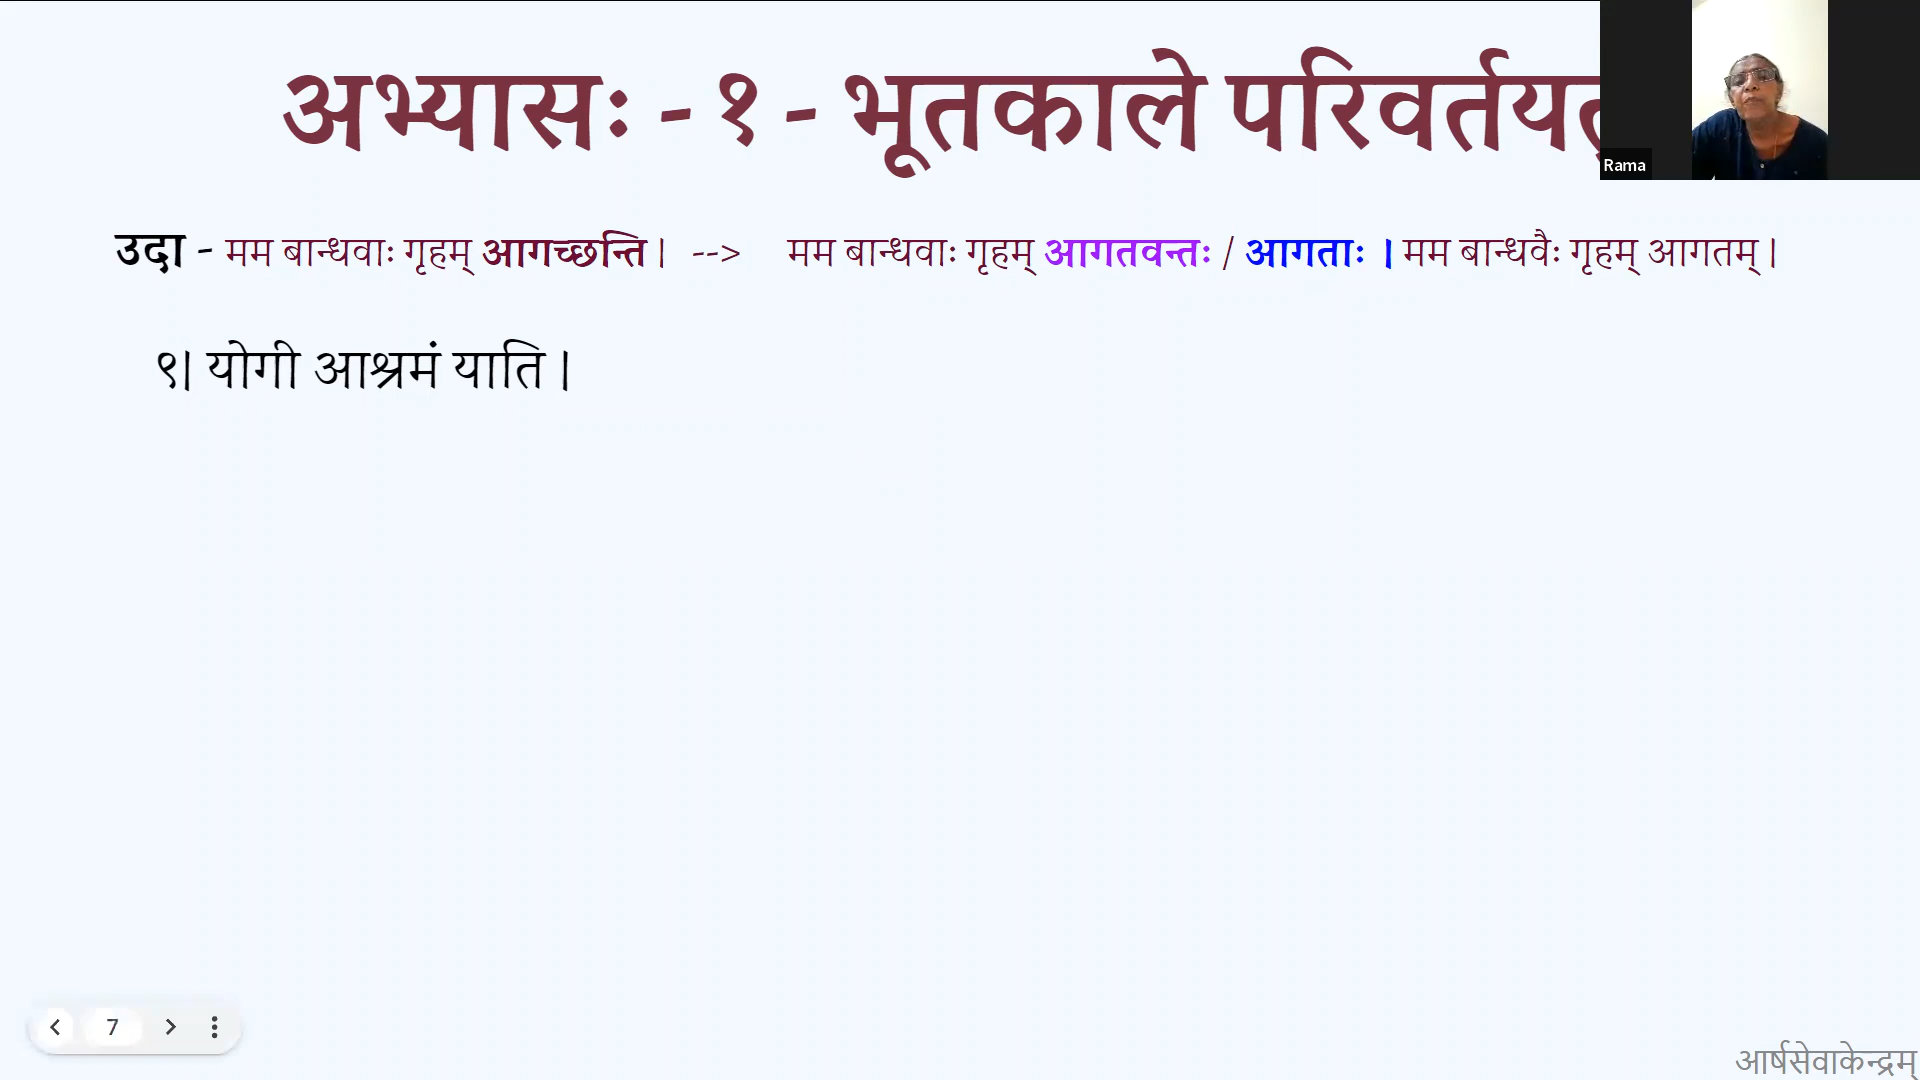 अभ्यासः - १ - भूतकाले परिवर्तयत
Rama
उदा - मम बान्धवाः गृहम् आगच्छन्ति | --> मम बान्धवाः गृहम् आगतवन्तः / आगताः | मम बान्धवैः गृहम् आगतम् |
९| योगी आश्रमं याति |
7
आर्षसेवाकेन्द्रम्